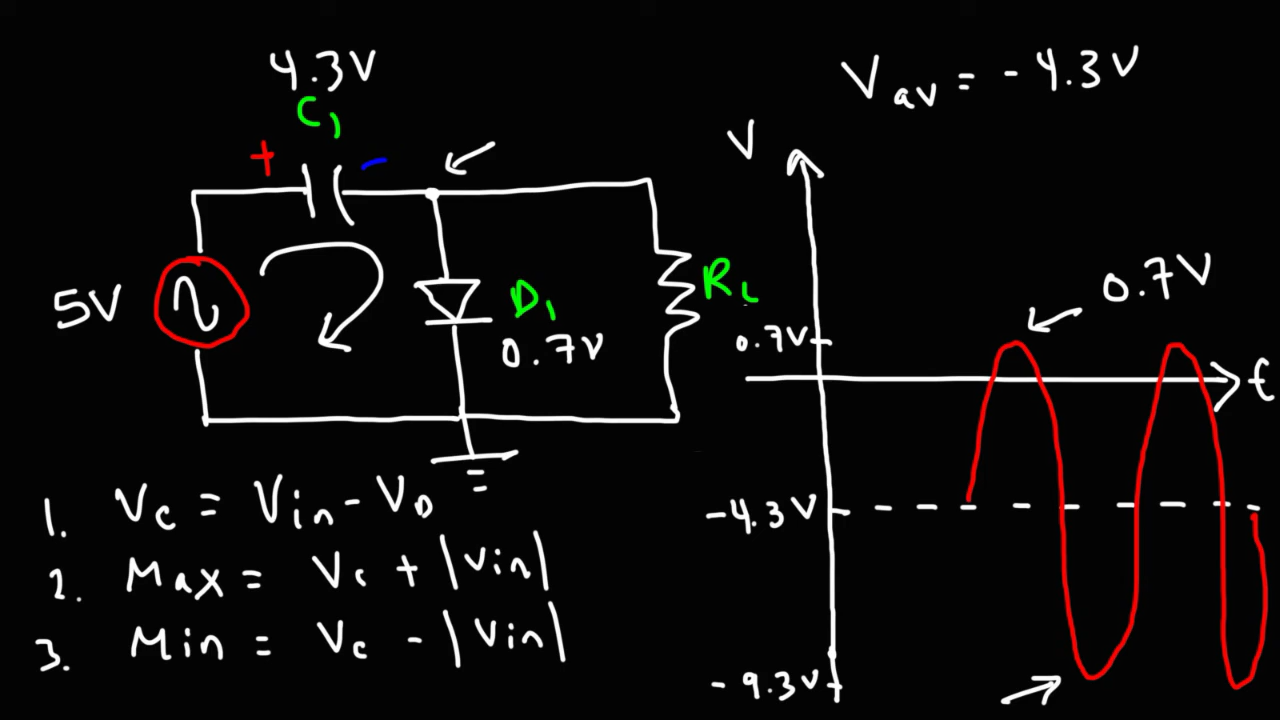 4.3V
C1
+ -
5V
D1
0.7V
RL
1. Vc = Vin - VD
2. Max = Vc + |Vin|
3. Min = Vc - |Vin|
Vav = -4.3V
V
0.7V
0.7V
t
-4.3V
-9.3V